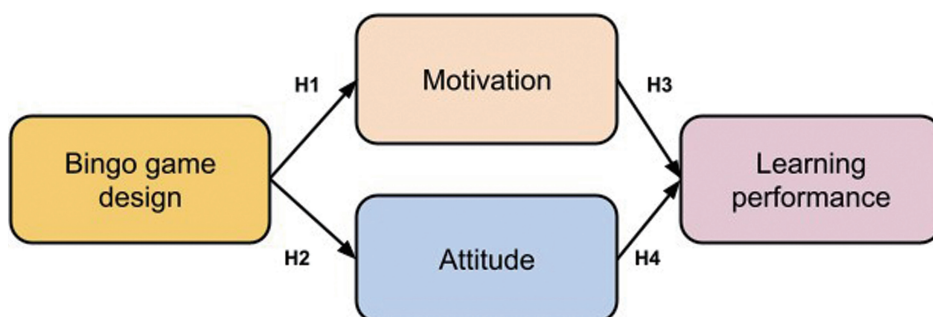 H1
Motivation
H3
Bingo game
design
Learning
performance
H2
Attitude
H4